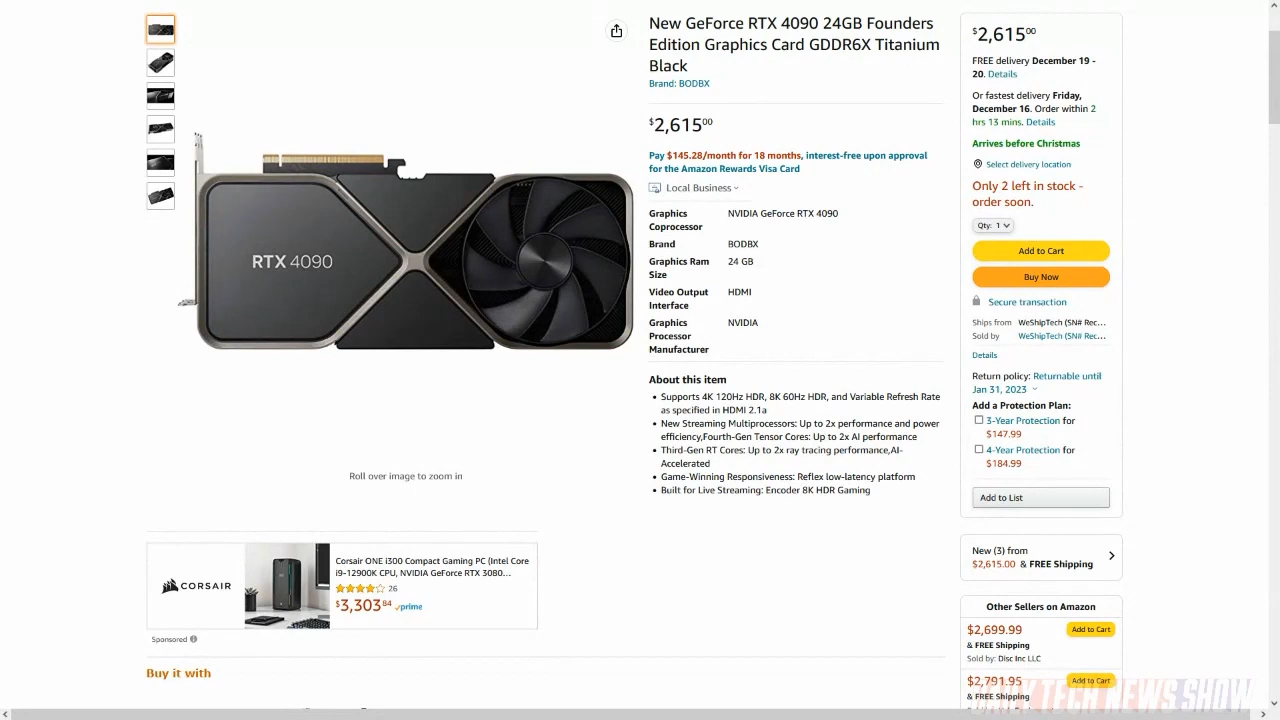 New GeForce RTX 4090 24GB Founders
Edition Graphics Card GDDR6X Titanium
Black
Brand: BODBX
$2,615.00
Pay $145.28/month for 18 months, interest-free upon approval
for the Amazon Rewards Visa Card
Local Business
Graphics Coprocessor NVIDIA GeForce RTX 4090
Brand BODBX
Graphics Ram Size 24 GB
Video Output Interface HDMI
Graphics Processor Manufacturer NVIDIA
About this item
Supports 4K 120Hz HDR, 8K 60Hz HDR, and Variable Refresh Rate
as specified in HDMI 2.1a
New Streaming Multiprocessors: Up to 2x performance and power
efficiency,Fourth-Gen Tensor Cores: Up to 2x AI performance
Third-Gen RT Cores: Up to 2x ray tracing performance,AI-
Accelerated
Game-Winning Responsiveness: Reflex low-latency platform
Built for Live Streaming: Encoder 8K HDR Gaming
RTX 4090
Roll over image to zoom in
CORSAIR
Corsair ONE i300 Compact Gaming PC (Intel Core
i9-12900K CPU, NVIDIA GeForce RTX 3080...
26
$3,303.84 prime
Sponsored
Buy it with
$2,615.00
FREE delivery December 19 -
20. Details
Or fastest delivery Friday,
December 16. Order within 2
hrs 13 mins. Details
Arrives before Christmas
Select delivery location
Only 2 left in stock -
order soon.
Qty: 1
Add to Cart
Buy Now
Secure transaction
Ships from WeShipTech (SN# Rec...
Sold by WeShipTech (SN# Rec...
Details
Return policy: Returnable until
Jan 31, 2023
Add a Protection Plan:
3-Year Protection for
$147.99
4-Year Protection for
$184.99
Add to List
New (3) from
$2,615.00 & FREE Shipping
Other Sellers on Amazon
$2,699.99 Add to Cart
& FREE Shipping
Sold by: Disc Inc LLC
$2,791.95 Add to Cart
& FREE Shipping
DAILY TECH NEWS SHOW